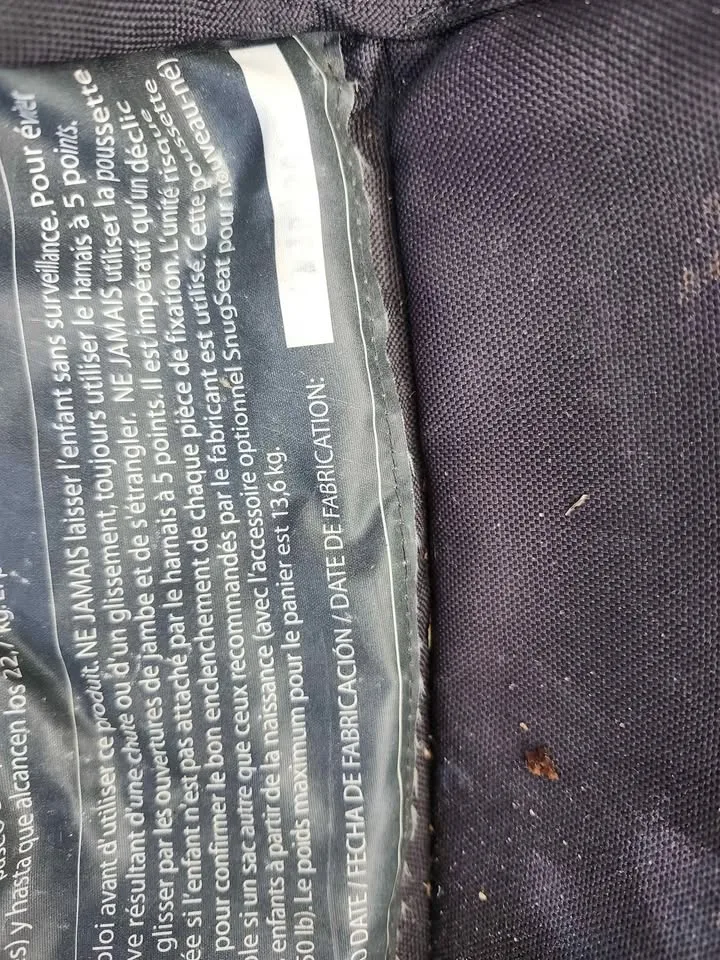 s) y hasta que alcancen los 22,7 kg.
ploi avant d'utiliser ce produit. NE JAMAIS laisser l'enfant sans surveillance. Pour éviter
ve résultant d'une chute ou d'un glissement, toujours utiliser le harnais à 5 points.
glisser par les ouvertures de jambe et de s'étrangler. NE JAMAIS utiliser la poussette
ée si l'enfant n'est pas attaché par le harnais à 5 points. Il est impératif qu'un déclic
pour confirmer le bon enclenchement de chaque pièce de fixation. L'unité risque
ble si un sac autre que ceux recommandés par le fabricant est utilisé. Cette poussette
enfants à partir de la naissance (avec l'accessoire optionnel SnugSeat pour nouveau-né)
50 lb). Le poids maximum pour le panier est 13,6 kg.
D DATE / FECHA DE FABRICACIÓN / DATE DE FABRICATION: